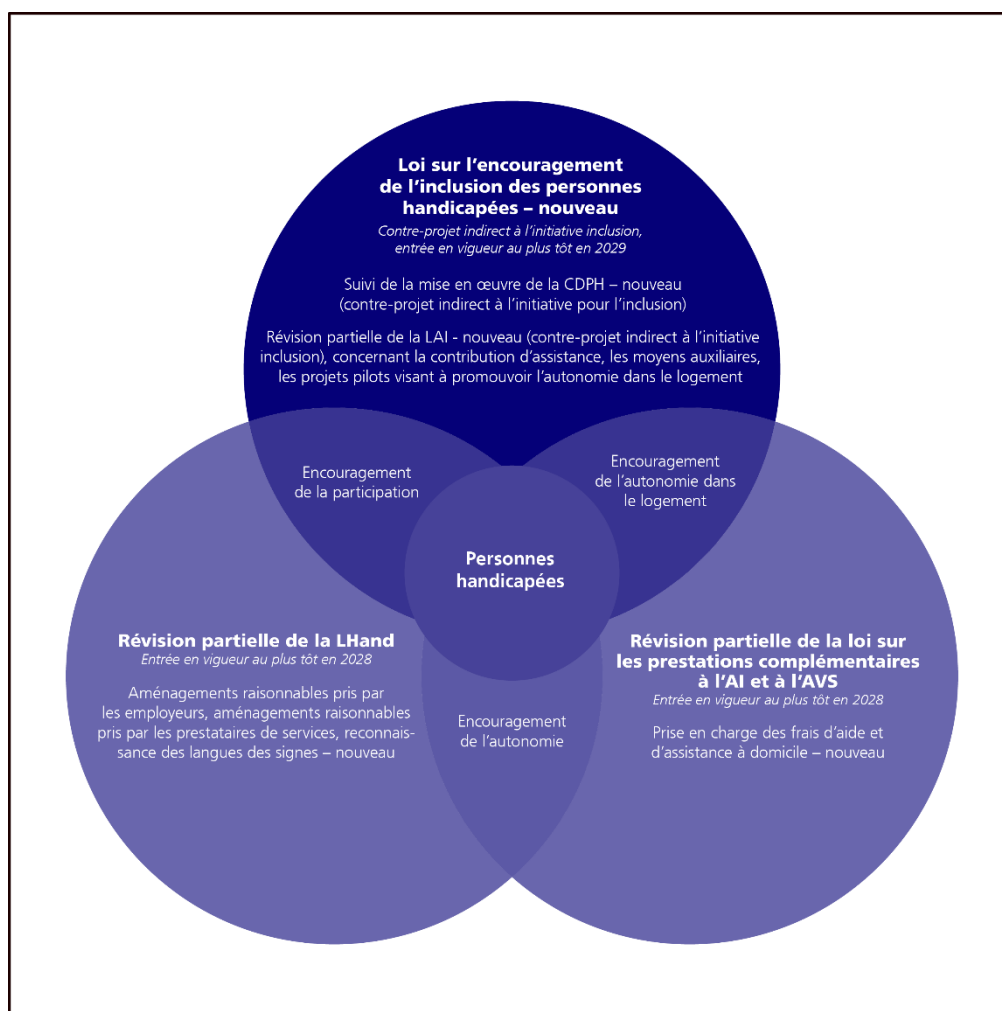 Loi sur l'encouragement
de l'inclusion des personnes
handicapées – nouveau
Contre-projet indirect à l'initiative inclusion,
entrée en vigueur au plus tôt en 2029
Suivi de la mise en œuvre de la CDPH – nouveau
(contre-projet indirect à l'initiative pour l'inclusion)
Révision partielle de la LAI - nouveau (contre-projet indirect à l'initiative
inclusion), concernant la contribution d'assistance, les moyens auxiliaires,
les projets pilots visant à promouvoir l'autonomie dans le logement
Encouragement
de la participation
Encouragement
de l'autonomie dans
le logement
Personnes
handicapées
Révision partielle de la LHand
Entrée en vigueur au plus tôt en 2028
Aménagements raisonnables pris par
les employeurs, aménagements raisonnables
pris par les prestataires de services, reconnais-
sance des langues des signes – nouveau
Encouragement
de l'autonomie
Révision partielle de la loi sur
les prestations complémentaires
à l'AI et à l'AVS
Entrée en vigueur au plus tôt en 2028
Prise en charge des frais d'aide et
d'assistance à domicile – nouveau